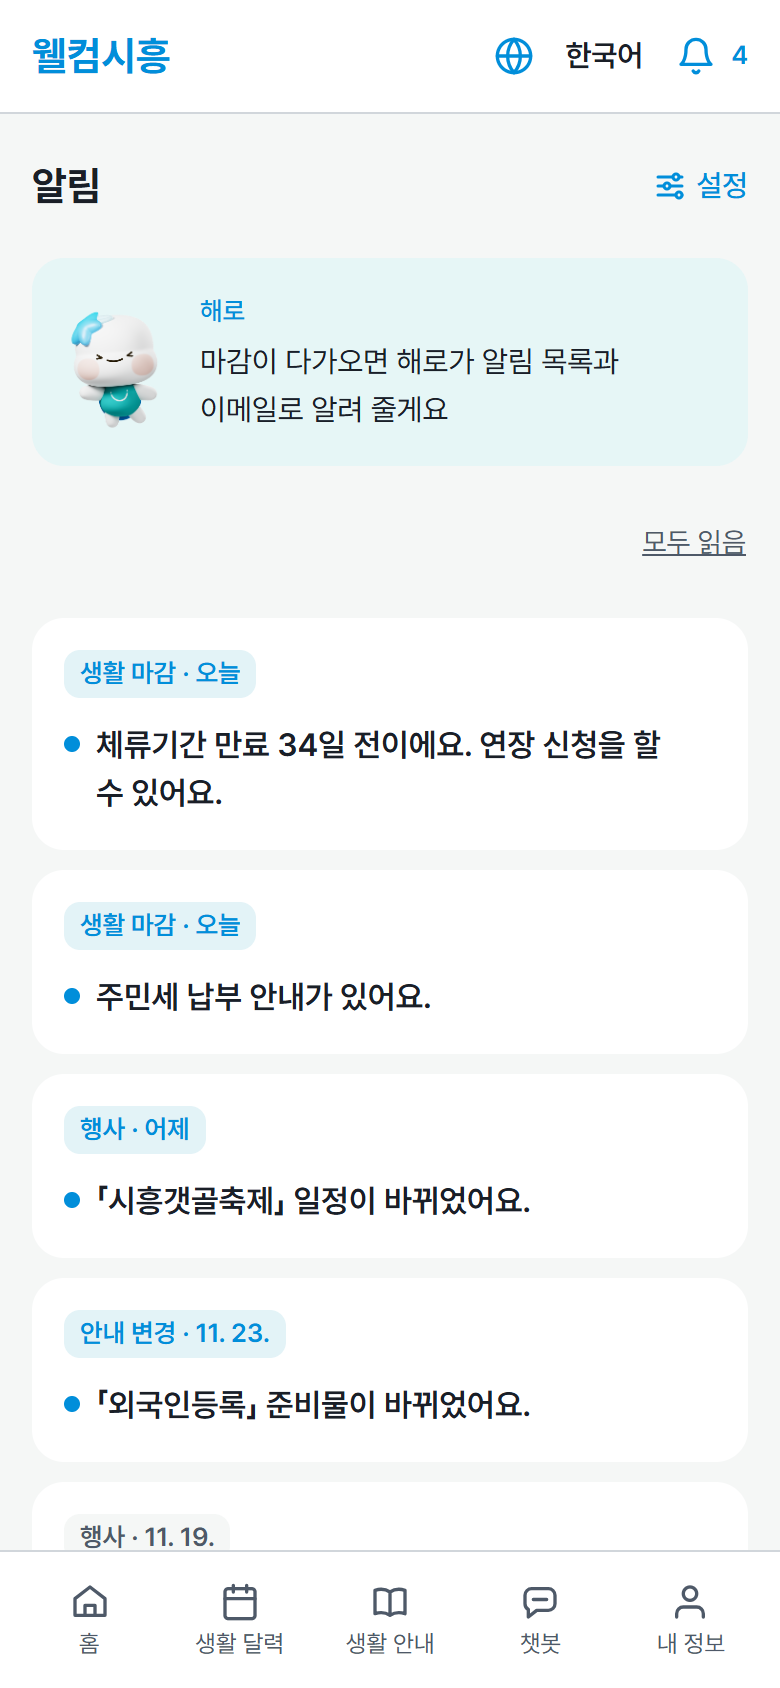 웰컴시흥
한국어
4
알림
설정
해로
마감이 다가오면 해로가 알림 목록과
이메일로 알려 줄게요
모두 읽음
생활 마감 · 오늘
체류기간 만료 34일 전이에요. 연장 신청을 할
수 있어요.
생활 마감 · 오늘
주민세 납부 안내가 있어요.
행사 · 어제
「시흥갯골축제」 일정이 바뀌었어요.
안내 변경 · 11. 23.
「외국인등록」 준비물이 바뀌었어요.
행사 · 11. 19.
홈
생활 달력
생활 안내
챗봇
내 정보